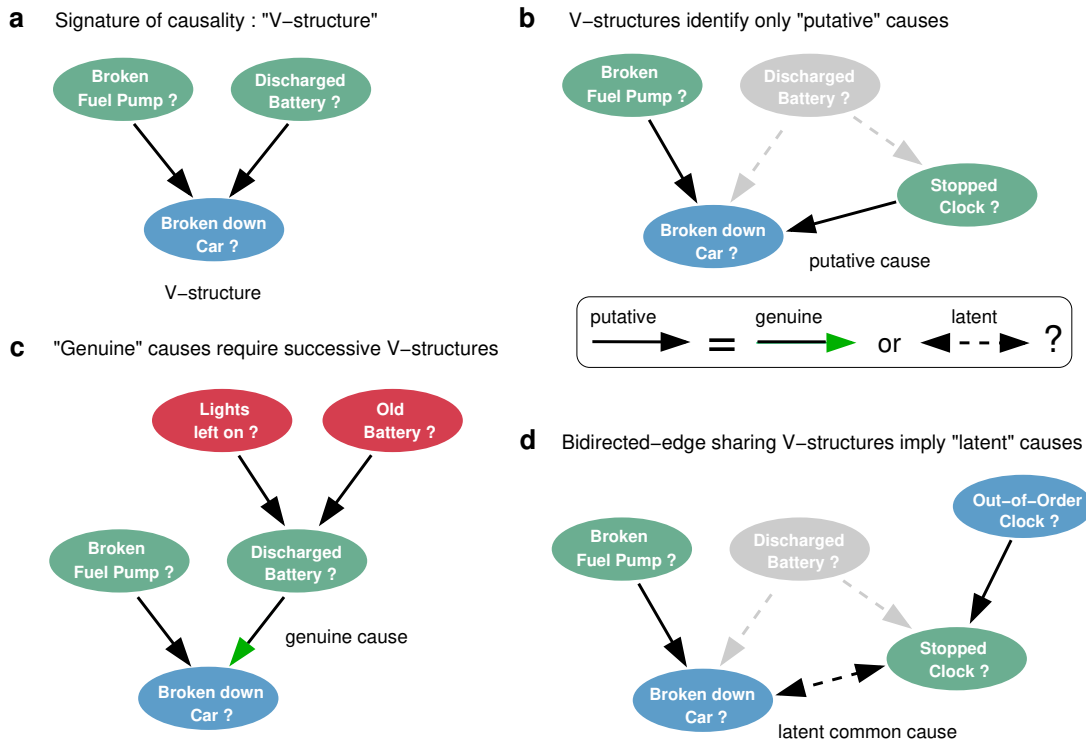 a Signature of causality : "V−structure"
Broken
Fuel Pump ?
Discharged
Battery ?
Broken down
Car ?
V−structure
b V−structures identify only "putative" causes
Broken
Fuel Pump ?
Discharged
Battery ?
Stopped
Clock ?
Broken down
Car ?
putative cause
putative = genuine or latent ?
c "Genuine" causes require successive V−structures
Lights
left on ?
Old
Battery ?
Broken
Fuel Pump ?
Discharged
Battery ?
genuine cause
Broken down
Car ?
d Bidirected−edge sharing V−structures imply "latent" causes
Out−of−Order
Clock ?
Broken
Fuel Pump ?
Discharged
Battery ?
Stopped
Clock ?
Broken down
Car ?
latent common cause